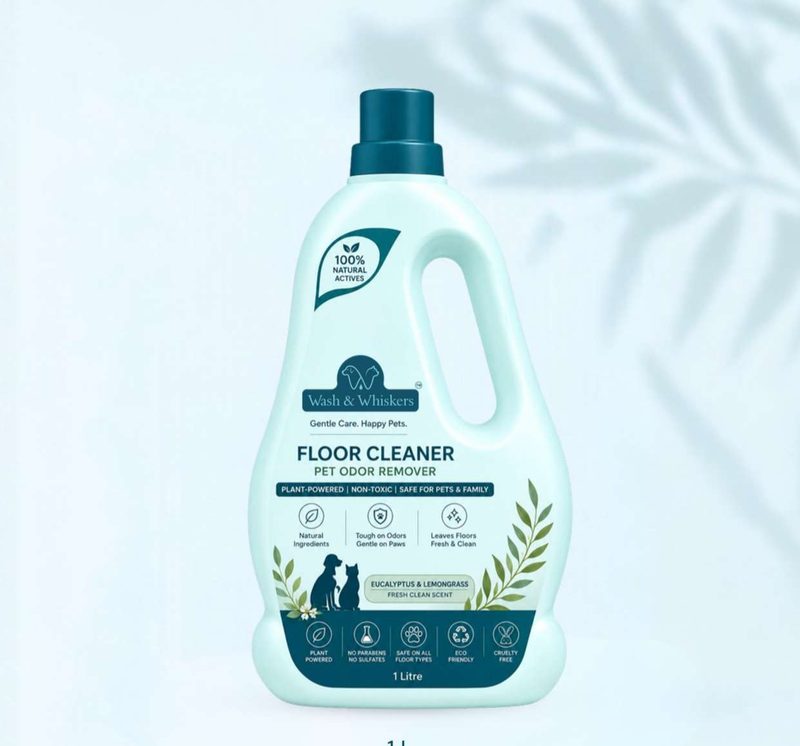 100%
NATURAL
ACTIVES
Wash & Whiskers
TM
Gentle Care. Happy Pets.
FLOOR CLEANER
PET ODOR REMOVER
PLANT-POWERED | NON-TOXIC | SAFE FOR PETS & FAMILY
Natural
Ingredients
Tough on Odors
Gentle on Paws
Leaves Floors
Fresh & Clean
EUCALYPTUS & LEMONGRASS
FRESH CLEAN SCENT
PLANT
POWERED
NO PARABENS
NO SULFATES
SAFE ON ALL
FLOOR TYPES
ECO
FRIENDLY
CRUELTY
FREE
1 Litre